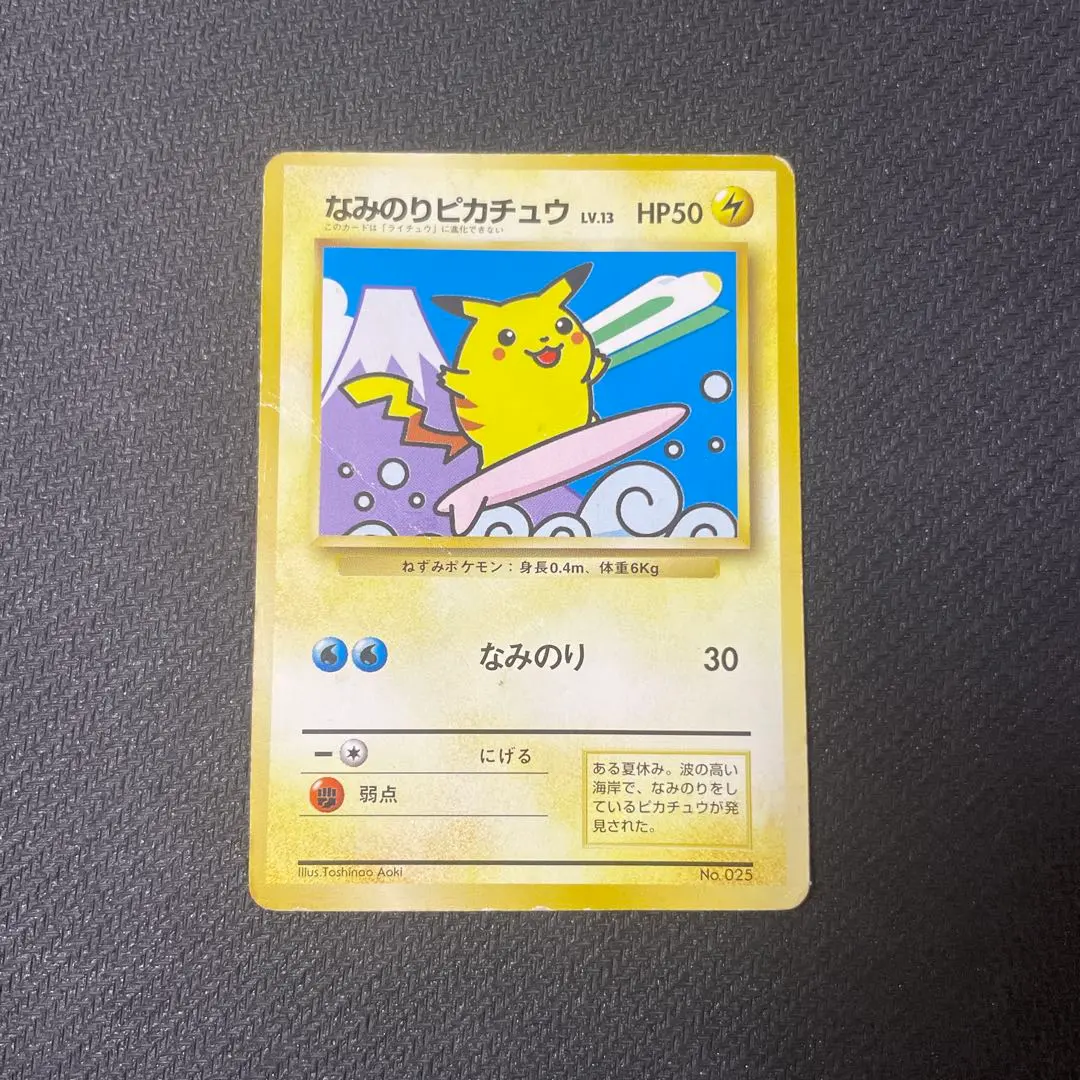 なみのりピカチュウ LV.13 HP50
このカードは「ライチュウ」に進化できない
ねずみポケモン：身長0.4m、体重6Kg
なみのり 30
にげる
弱点
ある夏休み。波の高い
海岸で、なみのりをし
ているピカチュウが発
見された。
Illus.Toshinao Aoki No.025